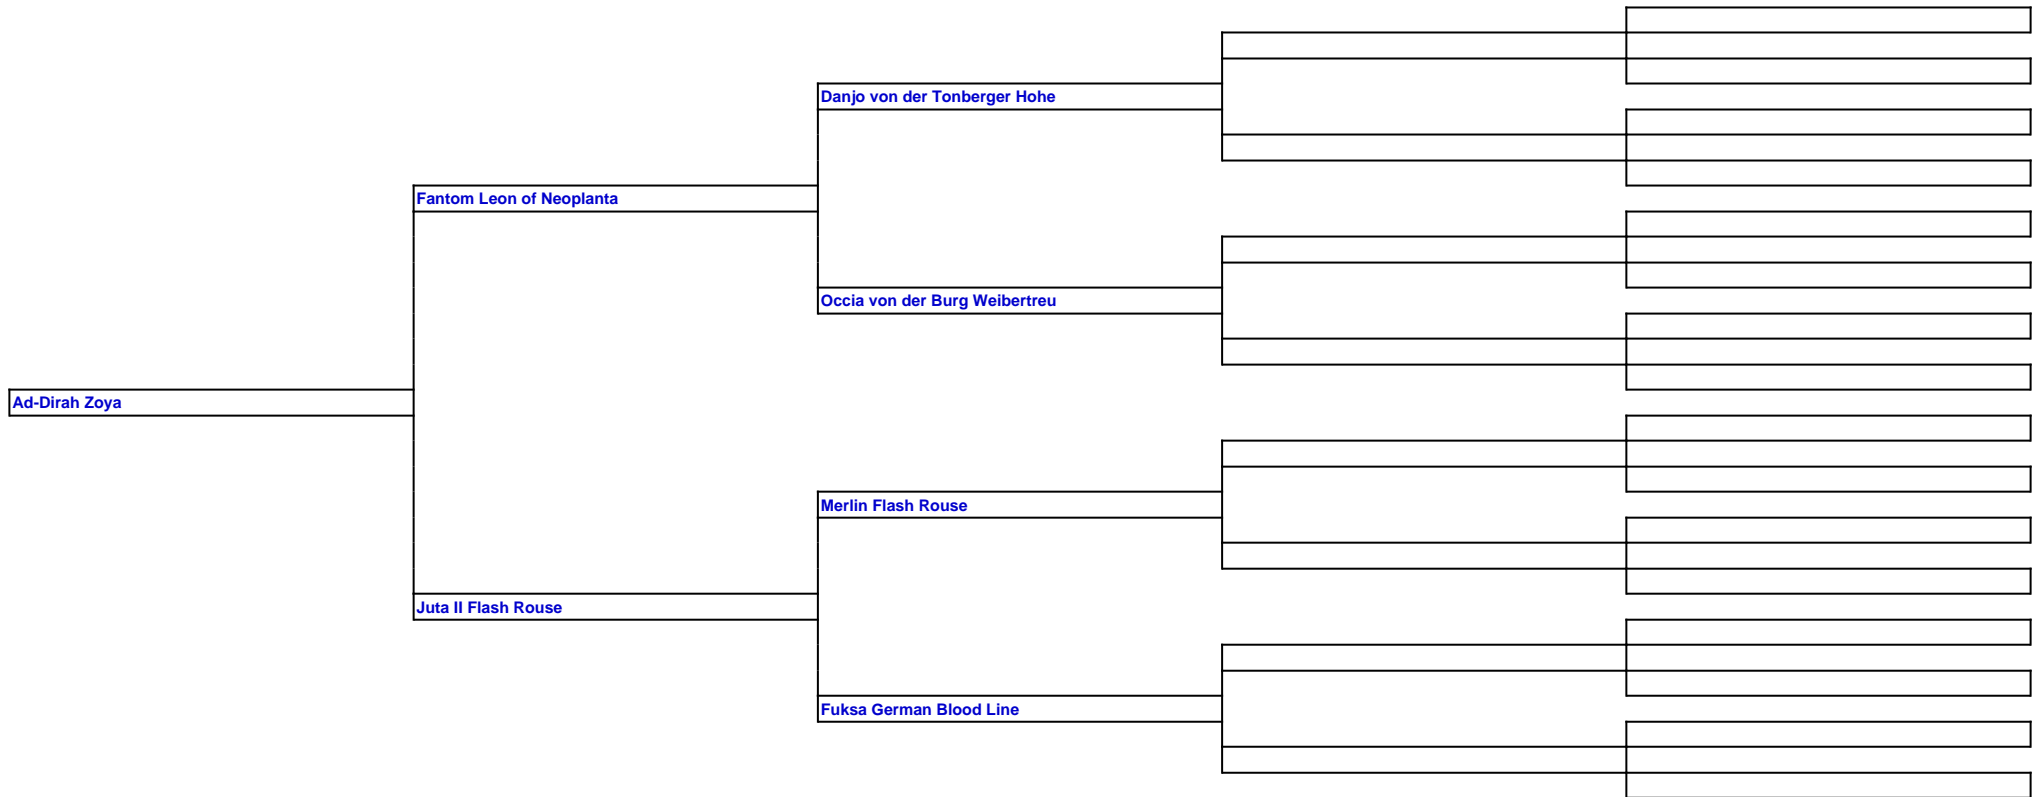 Danjo von der Tonberger Hohe
Fantom Leon of Neoplanta
Occia von der Burg Weibertreu
Ad-Dirah Zoya
Merlin Flash Rouse
Juta II Flash Rouse
Fuksa German Blood Line